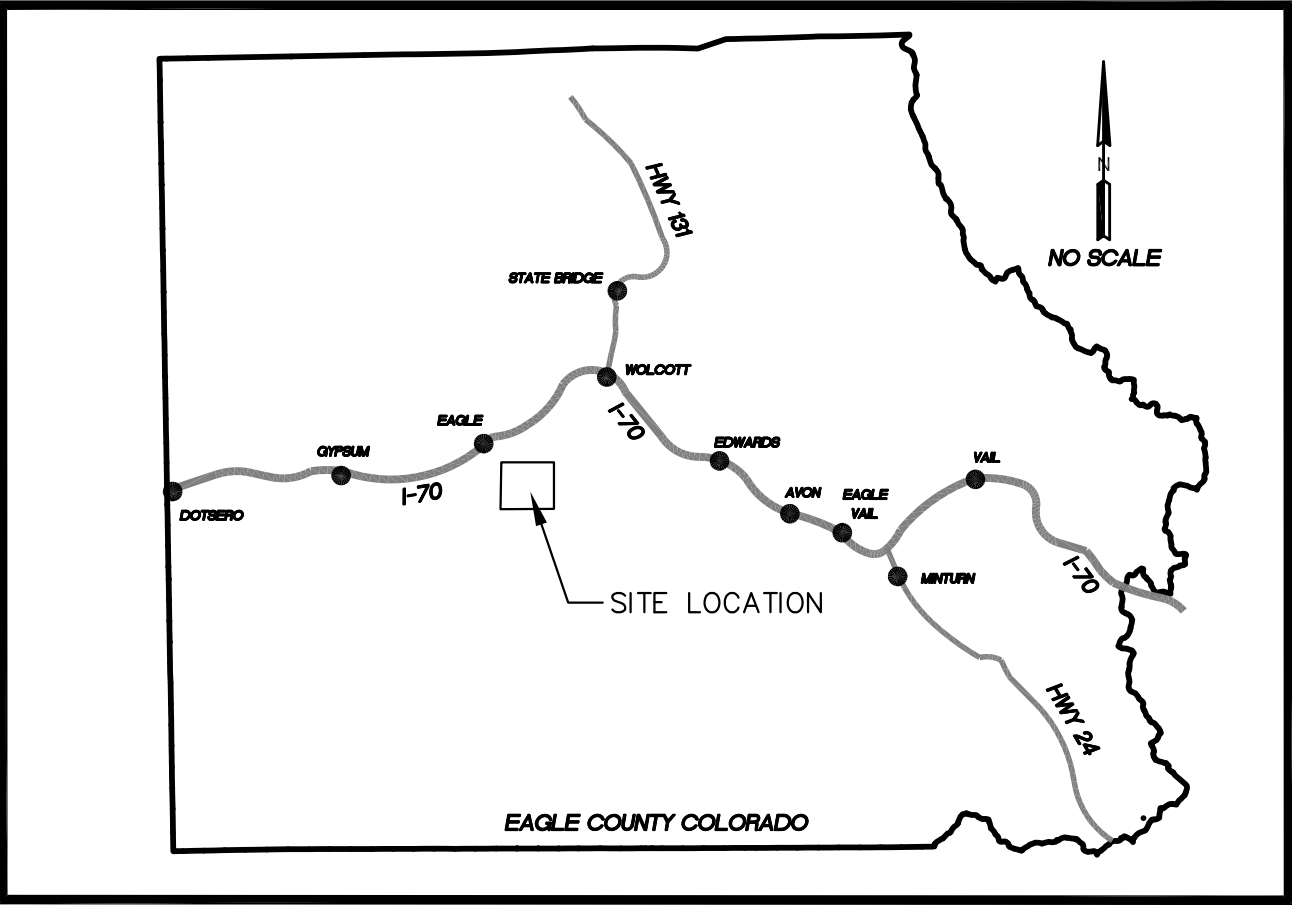 HWY 131
N
NO SCALE
STATE BRIDGE
WOLCOTT
I-70
EAGLE
EDWARDS
GYPSUM
VAIL
I-70
AVON
EAGLE
VAIL
DOTSERO
I-70
MINTURN
SITE LOCATION
HWY 24
EAGLE COUNTY COLORADO